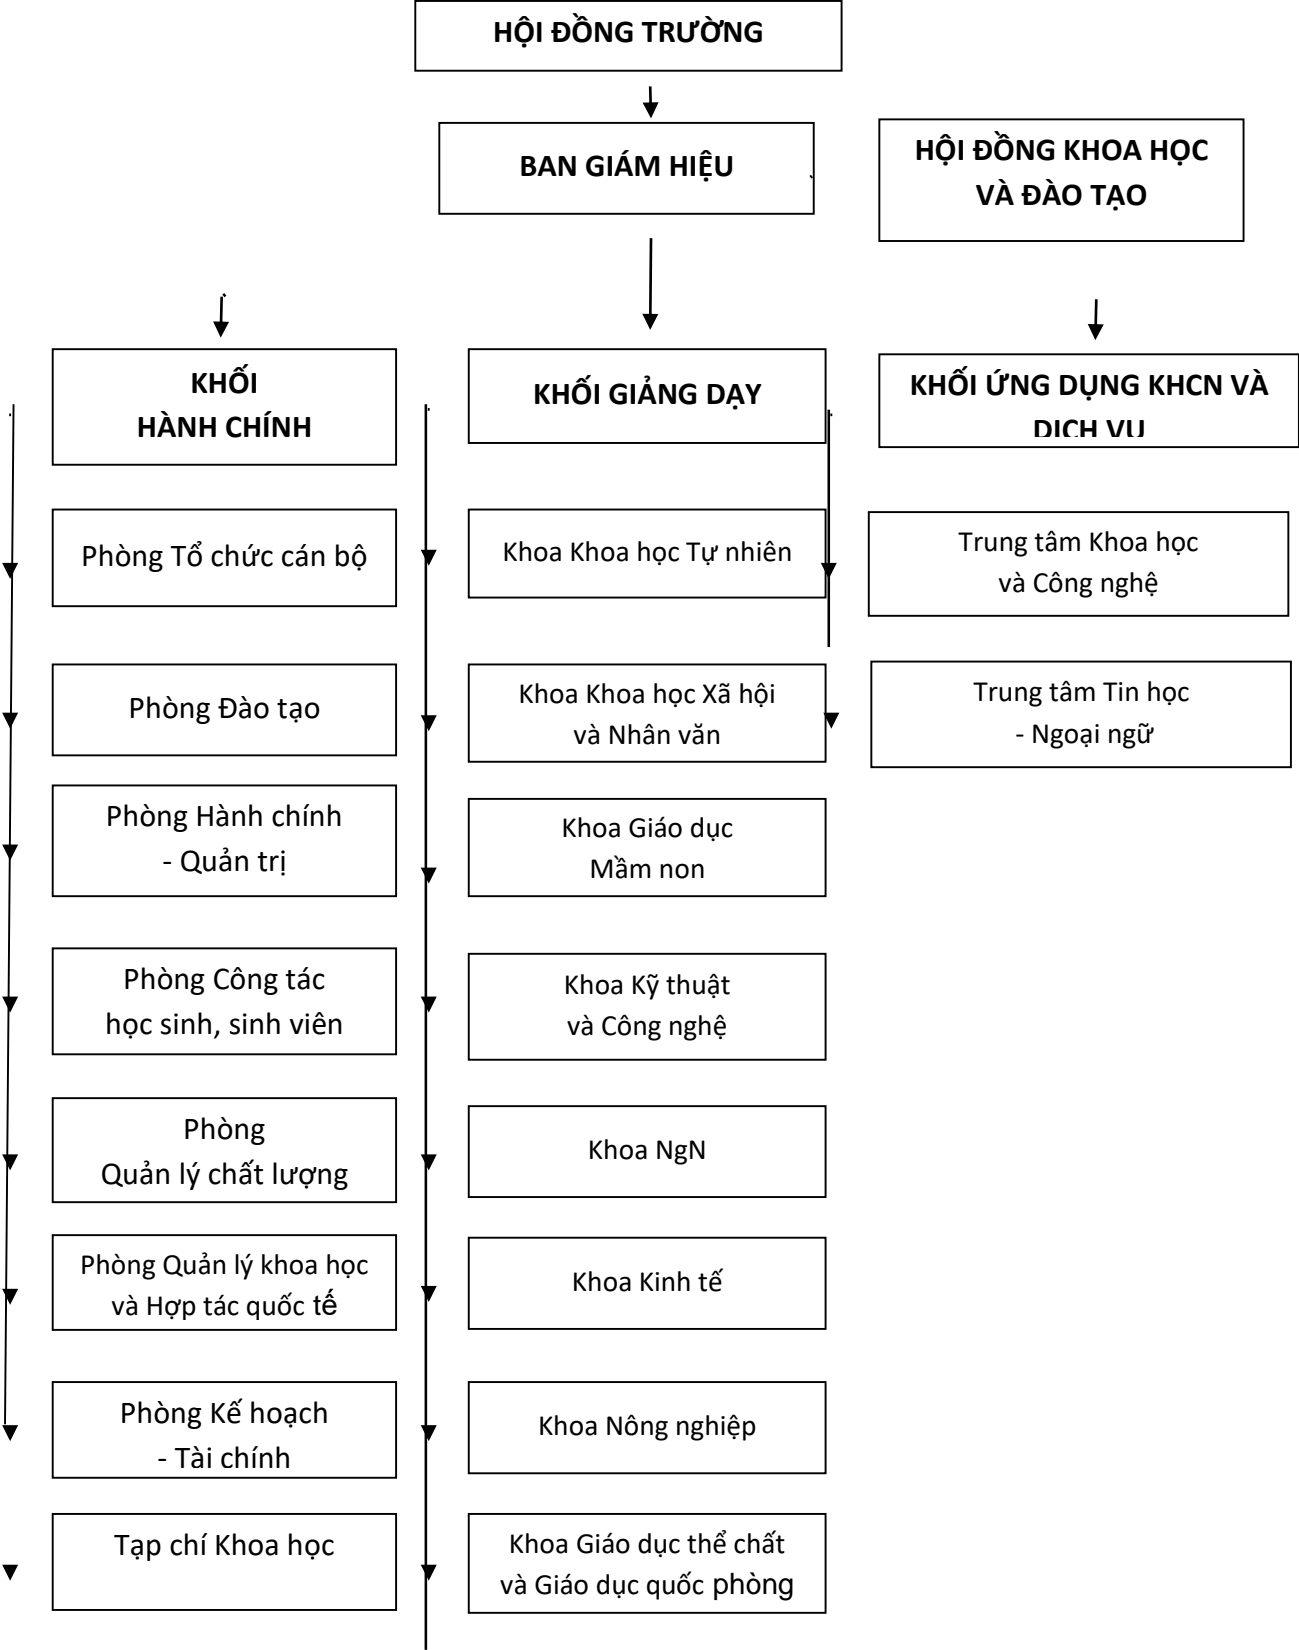 HỘI ĐỒNG TRƯỜNG
BAN GIÁM HIỆU
HỘI ĐỒNG KHOA HỌC
VÀ ĐÀO TẠO
KHỐI
HÀNH CHÍNH
KHỐI GIẢNG DẠY
KHỐI ỨNG DỤNG KHCN VÀ
DỊCH VỤ
Phòng Tổ chức cán bộ
Phòng Đào tạo
Phòng Hành chính
- Quản trị
Phòng Công tác
học sinh, sinh viên
Phòng
Quản lý chất lượng
Phòng Quản lý khoa học
và Hợp tác quốc tế
Phòng Kế hoạch
- Tài chính
Tạp chí Khoa học
Khoa Khoa học Tự nhiên
Khoa Khoa học Xã hội
và Nhân văn
Khoa Giáo dục
Mầm non
Khoa Kỹ thuật
và Công nghệ
Khoa NgN
Khoa Kinh tế
Khoa Nông nghiệp
Khoa Giáo dục thể chất
và Giáo dục quốc phòng
Trung tâm Khoa học
và Công nghệ
Trung tâm Tin học
- Ngoại ngữ